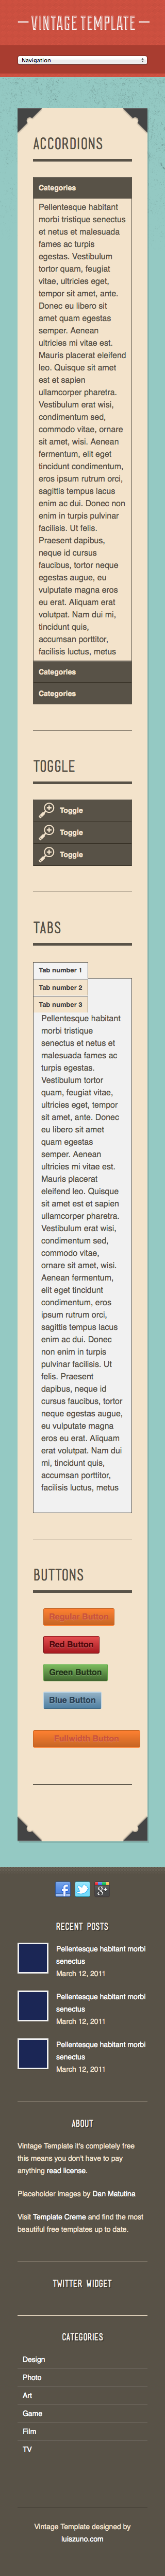 VINTAGE TEMPLATE
Navigation
ACCORDIONS
Categories
Pellentesque habitant
morbi tristique senectus
et netus et malesuada
fames ac turpis
egestas. Vestibulum
tortor quam, feugiat
vitae, ultricies eget,
tempor sit amet, ante.
Donec eu libero sit
amet quam egestas
semper. Aenean
ultricies mi vitae est.
Mauris placerat eleifend
leo. Quisque sit amet
est et sapien
ullamcorper pharetra.
Vestibulum erat wisi,
condimentum sed,
commodo vitae, ornare
sit amet, wisi. Aenean
fermentum, elit eget
tincidunt condimentum,
eros ipsum rutrum orci,
sagittis tempus lacus
enim ac dui. Donec non
enim in turpis pulvinar
facilisis. Ut felis.
Praesent dapibus,
neque id cursus
faucibus, tortor neque
egestas augue, eu
vulputate magna eros
eu erat. Aliquam erat
volutpat. Nam dui mi,
tincidunt quis,
accumsan porttitor,
facilisis luctus, metus
Categories
Categories
TOGGLE
Toggle
Toggle
Toggle
TABS
Tab number 1
Tab number 2
Tab number 3
Pellentesque habitant
morbi tristique
senectus et netus et
malesuada fames ac
turpis egestas.
Vestibulum tortor
quam, feugiat vitae,
ultricies eget, tempor
sit amet, ante. Donec
eu libero sit amet
quam egestas
semper. Aenean
ultricies mi vitae est.
Mauris placerat
eleifend leo. Quisque
sit amet est et sapien
ullamcorper pharetra.
Vestibulum erat wisi,
condimentum sed,
commodo vitae,
ornare sit amet, wisi.
Aenean fermentum,
elit eget tincidunt
condimentum, eros
ipsum rutrum orci,
sagittis tempus lacus
enim ac dui. Donec
non enim in turpis
pulvinar facilisis. Ut
felis. Praesent
dapibus, neque id
cursus faucibus, tortor
neque egestas augue,
eu vulputate magna
eros eu erat. Aliquam
erat volutpat. Nam dui
mi, tincidunt quis,
accumsan porttitor,
facilisis luctus, metus
BUTTONS
Regular Button
Red Button
Green Button
Blue Button
Fullwidth Button
RECENT POSTS
Pellentesque habitant morbi
senectus
March 12, 2011
Pellentesque habitant morbi
senectus
March 12, 2011
Pellentesque habitant morbi
senectus
March 12, 2011
ABOUT
Vintage Template it's completely free
this means you don't have to pay
anything read license.
Placeholder images by Dan Matutina
Visit Template Creme and find the most
beautiful free templates up to date.
TWITTER WIDGET
CATEGORIES
Design
Photo
Art
Game
Film
TV
Vintage Template designed by
luiszuno.com